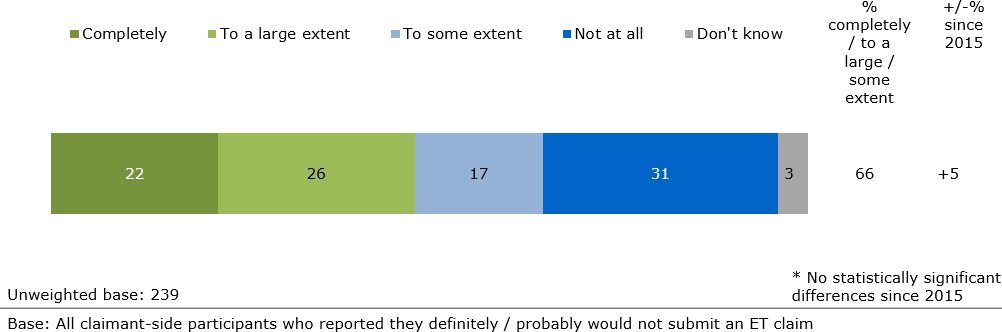 Completely
To a large extent
To some extent
Not at all
Don't know
%
completely
/ to a
large /
some
extent
+/-%
since
2015
22
26
17
31
3
66
+5
* No statistically significant
differences since 2015
Unweighted base: 239
Base: All claimant-side participants who reported they definitely / probably would not submit an ET claim